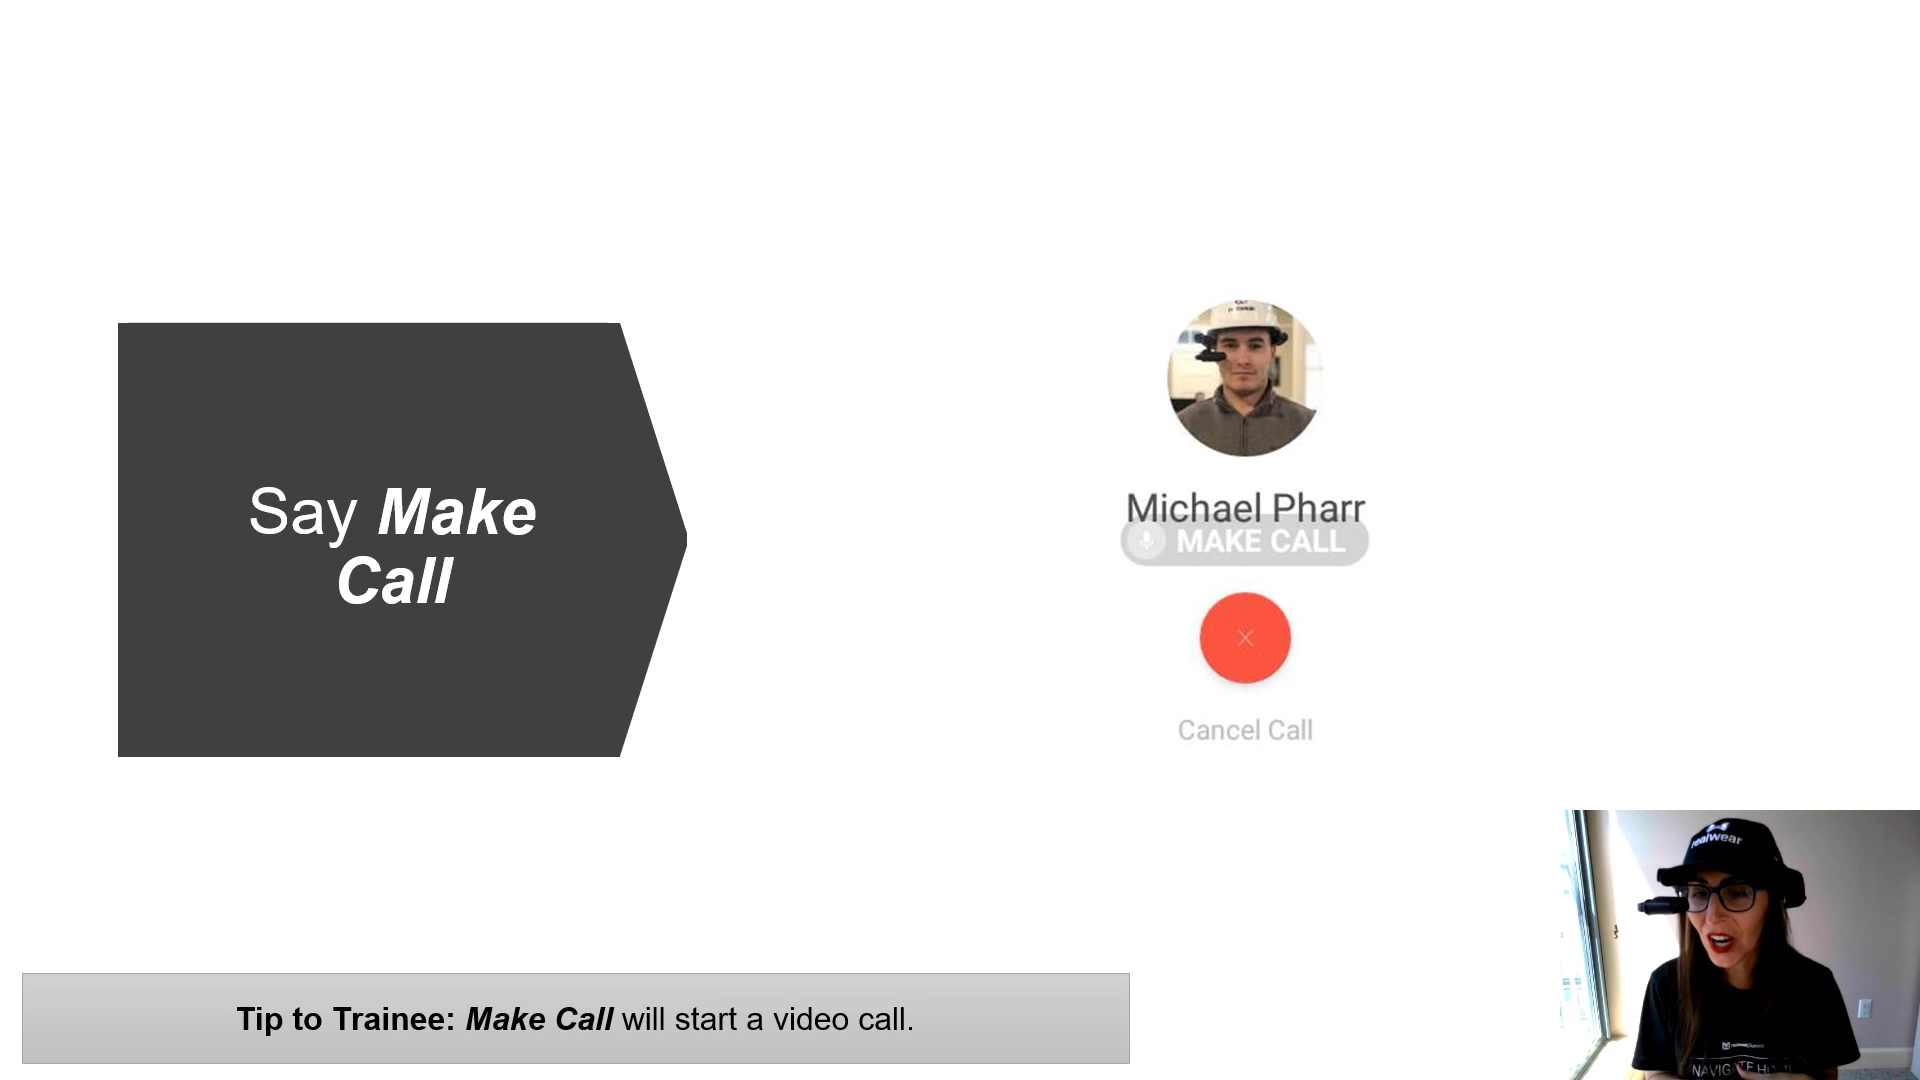 Say Make
Call
Michael Pharr
MAKE CALL
Cancel Call
Tip to Trainee: Make Call will start a video call.
realwear